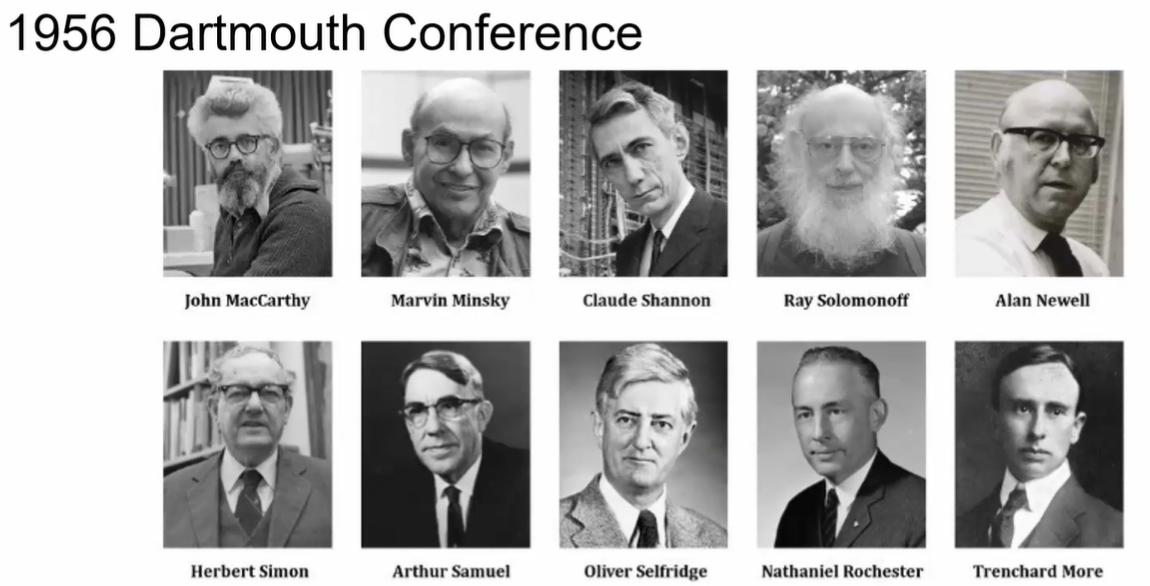 1956 Dartmouth Conference
John MacCarthy
Marvin Minsky
Claude Shannon
Ray Solomonoff
Alan Newell
Herbert Simon
Arthur Samuel
Oliver Selfridge
Nathaniel Rochester
Trenchard More